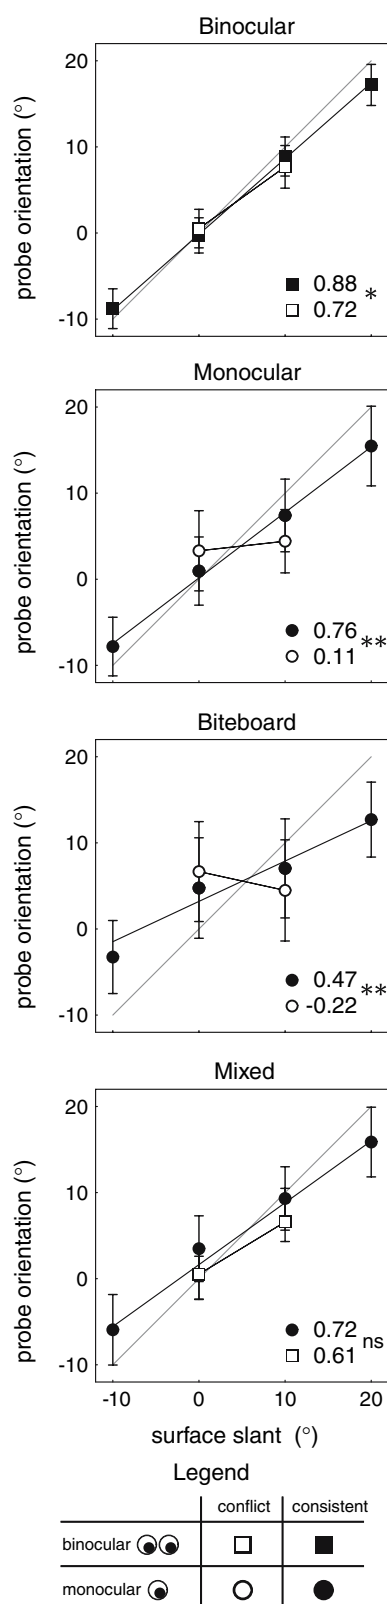 Binocular
probe orientation (°)
20
10
0
-10
0.88
0.72
*
Monocular
probe orientation (°)
20
10
0
-10
0.76
0.11
**
Biteboard
probe orientation (°)
20
10
0
-10
0.47
-0.22
**
Mixed
probe orientation (°)
20
10
0
-10
0.72
0.61
ns
-10 0 10 20
surface slant (°)
Legend
conflict consistent
binocular
monocular